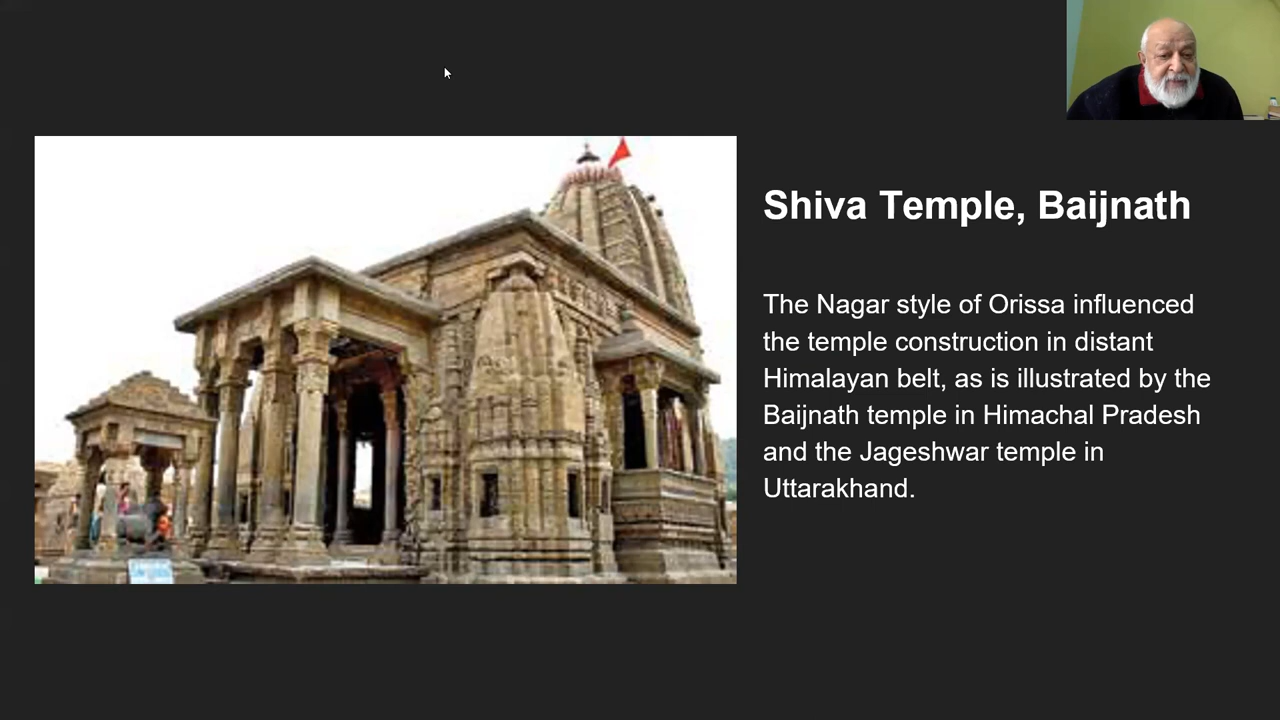 Shiva Temple, Baijnath
The Nagar style of Orissa influenced
the temple construction in distant
Himalayan belt, as is illustrated by the
Baijnath temple in Himachal Pradesh
and the Jageshwar temple in
Uttarakhand.